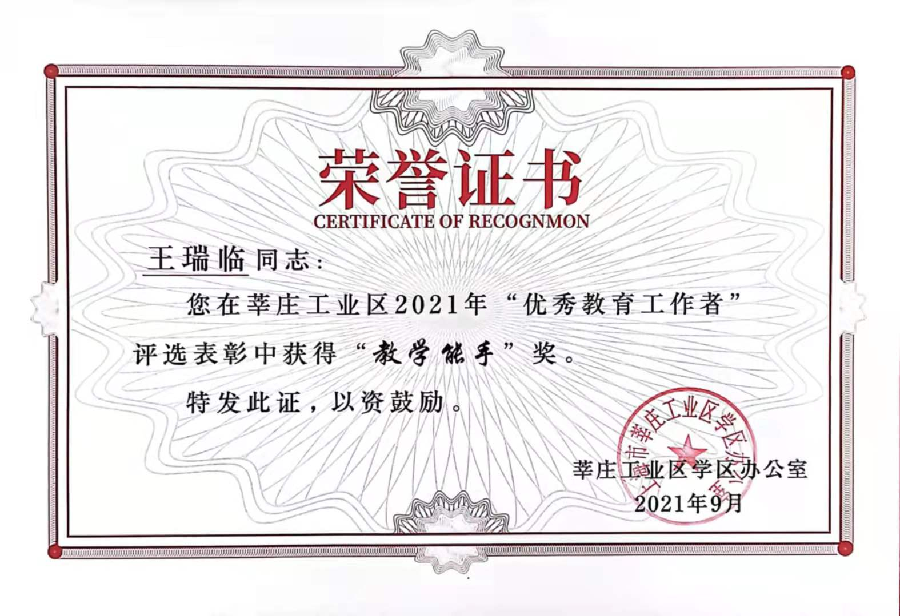 荣誉证书
CERTIFICATE OF RECOGNMON
王瑞临同志：
您在莘庄工业区2021年“优秀教育工作者”
评选表彰中获得“教学能手”奖。
特发此证，以资鼓励。
上海市莘庄工业区学区办公室
莘庄工业区学区办公室
2021年9月